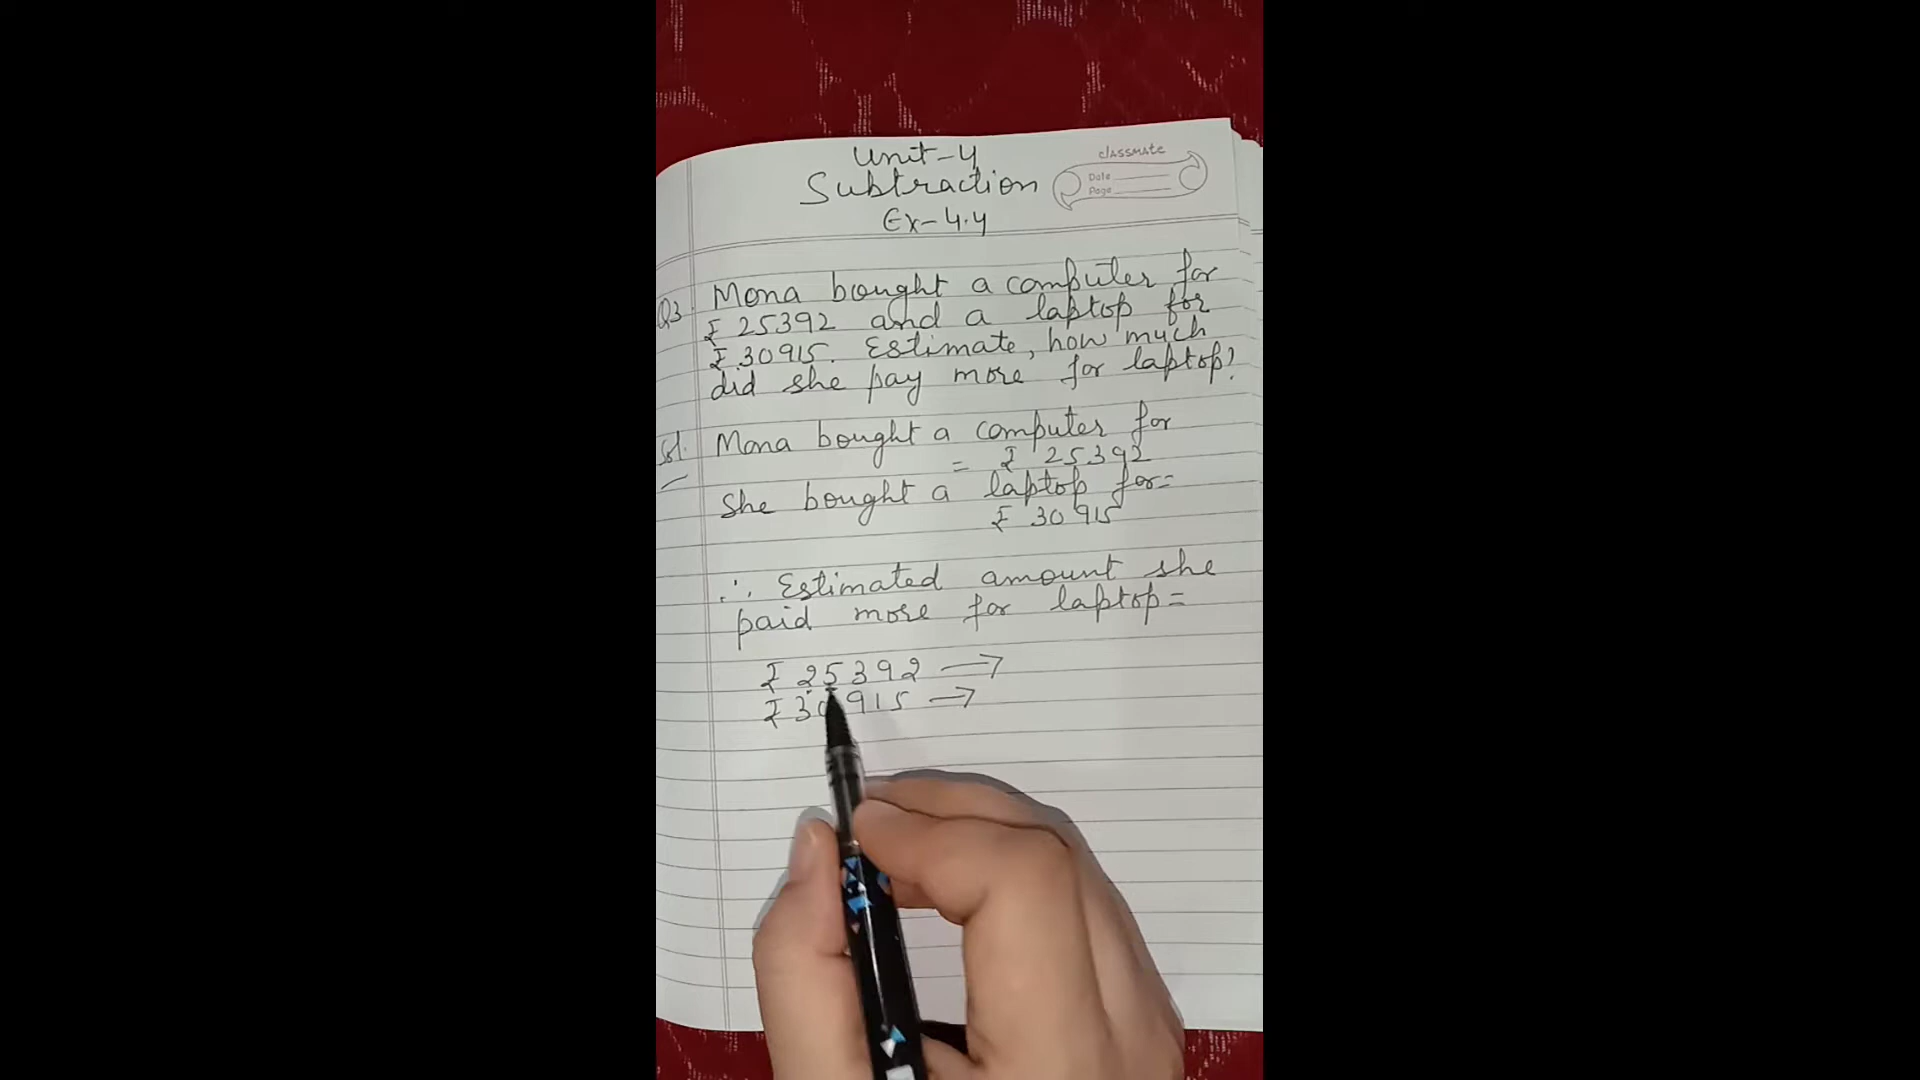 Unit-4
Subtraction
Ex-4.4
classmate
Date
Page
Q3. Mona bought a computer for
₹ 25392 and a laptop for
₹ 30915. Estimate, how much
did she pay more for laptop?
Sol. Mona bought a computer for
= ₹ 25392
She bought a laptop for=
₹ 30915
∴ Estimated amount she
paid more for laptop=
₹ 25392 →
₹ 30915 →